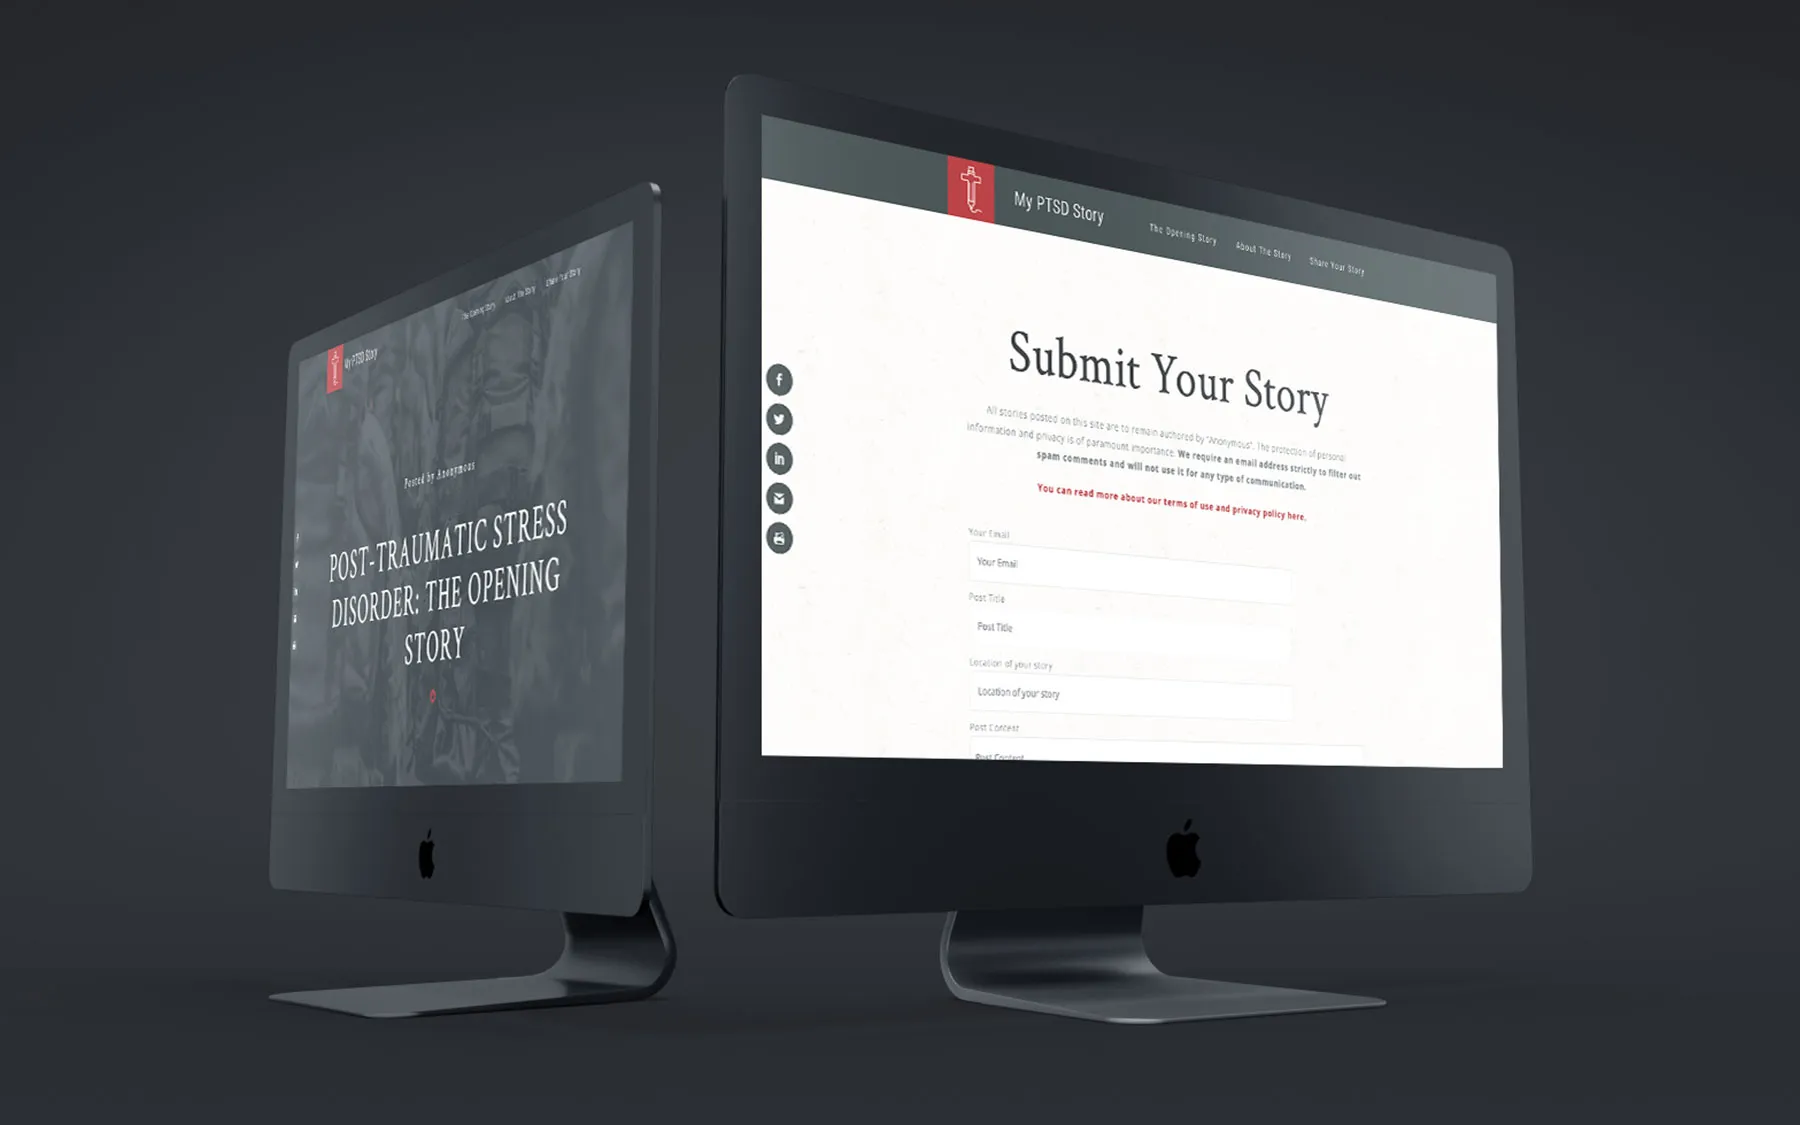 The Opening Story
About The Story
Share Your Story
My PTSD Story
Posted by Anonymous
POST-TRAUMATIC STRESS
DISORDER: THE OPENING
STORY
My PTSD Story
The Opening Story
About The Story
Share Your Story
Submit Your Story
All stories posted on this site are to remain authored by "Anonymous". The protection of personal
information and privacy is of paramount importance. We require an email address strictly to filter out
spam comments and will not use it for any type of communication.
You can read more about our terms of use and privacy policy here.
Your Email
Your Email
Post Title
Post Title
Location of your story
Location of your story
Post Content
Post Content